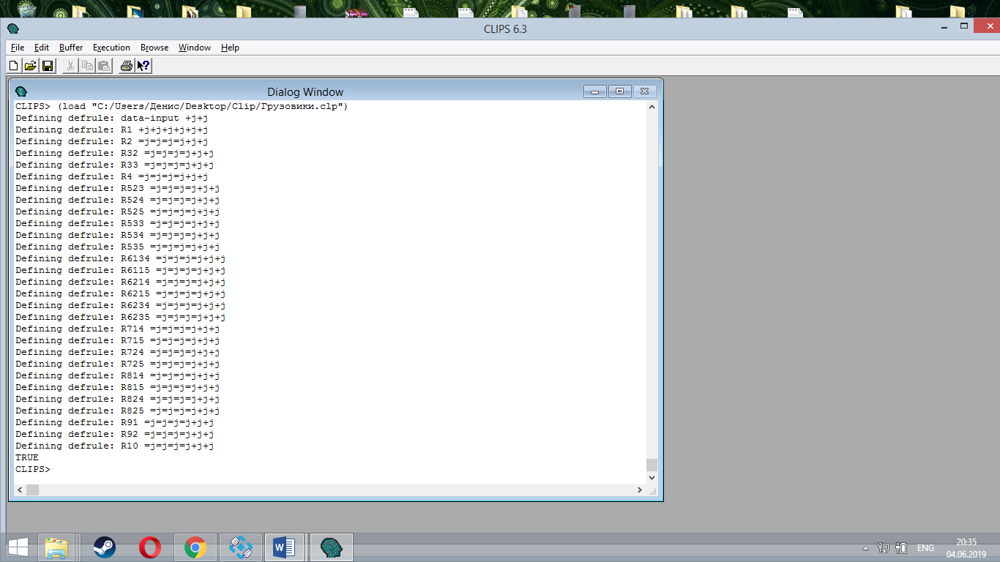 CLIPS 6.3
File Edit Buffer Execution Browse Window Help
Dialog Window
CLIPS> (load "C:/Users/Денис/Desktop/Clip/Грузовики.clp")
Defining defrule: data-input +j+j
Defining defrule: R1 +j+j+j+j+j+j
Defining defrule: R2 =j=j=j=j+j+j
Defining defrule: R32 =j=j=j=j+j+j
Defining defrule: R33 =j=j=j=j+j+j
Defining defrule: R4 =j=j=j=j+j+j
Defining defrule: R523 =j=j=j=j+j+j
Defining defrule: R524 =j=j=j=j+j+j
Defining defrule: R525 =j=j=j=j+j+j
Defining defrule: R533 =j=j=j=j+j+j
Defining defrule: R534 =j=j=j=j+j+j
Defining defrule: R535 =j=j=j=j+j+j
Defining defrule: R6134 =j=j=j=j+j+j
Defining defrule: R6115 =j=j=j=j+j+j
Defining defrule: R6214 =j=j=j=j+j+j
Defining defrule: R6215 =j=j=j=j+j+j
Defining defrule: R6234 =j=j=j=j+j+j
Defining defrule: R6235 =j=j=j=j+j+j
Defining defrule: R714 =j=j=j=j+j+j
Defining defrule: R715 =j=j=j=j+j+j
Defining defrule: R724 =j=j=j=j+j+j
Defining defrule: R725 =j=j=j=j+j+j
Defining defrule: R814 =j=j=j=j+j+j
Defining defrule: R815 =j=j=j=j+j+j
Defining defrule: R824 =j=j=j=j+j+j
Defining defrule: R825 =j=j=j=j+j+j
Defining defrule: R91 =j=j=j=j+j+j
Defining defrule: R92 =j=j=j=j+j+j
Defining defrule: R10 =j=j=j=j+j+j
TRUE
CLIPS>
ENG
20:35
04.06.2019